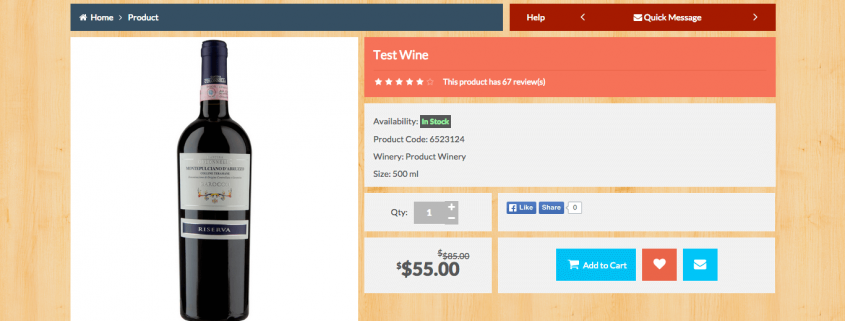 Home > Product
Help
Quick Message
Test Wine
This product has 67 review(s)
Availability: In Stock
Product Code: 6523124
Winery: Product Winery
Size: 500 ml
Qty: 1 + −
Like Share 0
$$85.00
$$55.00
Add to Cart
MONTEPULCIANO D'ABRUZZO
RISERVA